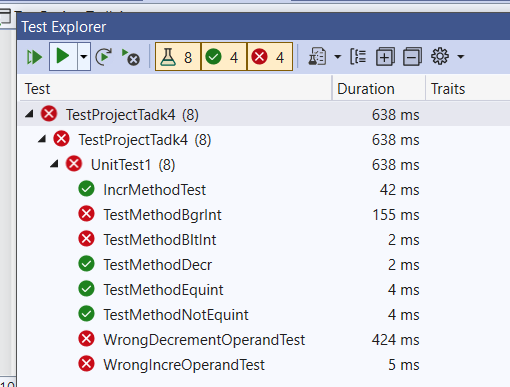 Test Explorer
8 4 4
Test Duration Traits
TestProjectTadk4 (8) 638 ms
TestProjectTadk4 (8) 638 ms
UnitTest1 (8) 638 ms
IncrMethodTest 42 ms
TestMethodBgrInt 155 ms
TestMethodBltInt 2 ms
TestMethodDecr 2 ms
TestMethodEquint 4 ms
TestMethodNotEquint 4 ms
WrongDecrementOperandTest 424 ms
WrongIncreOperandTest 5 ms
10